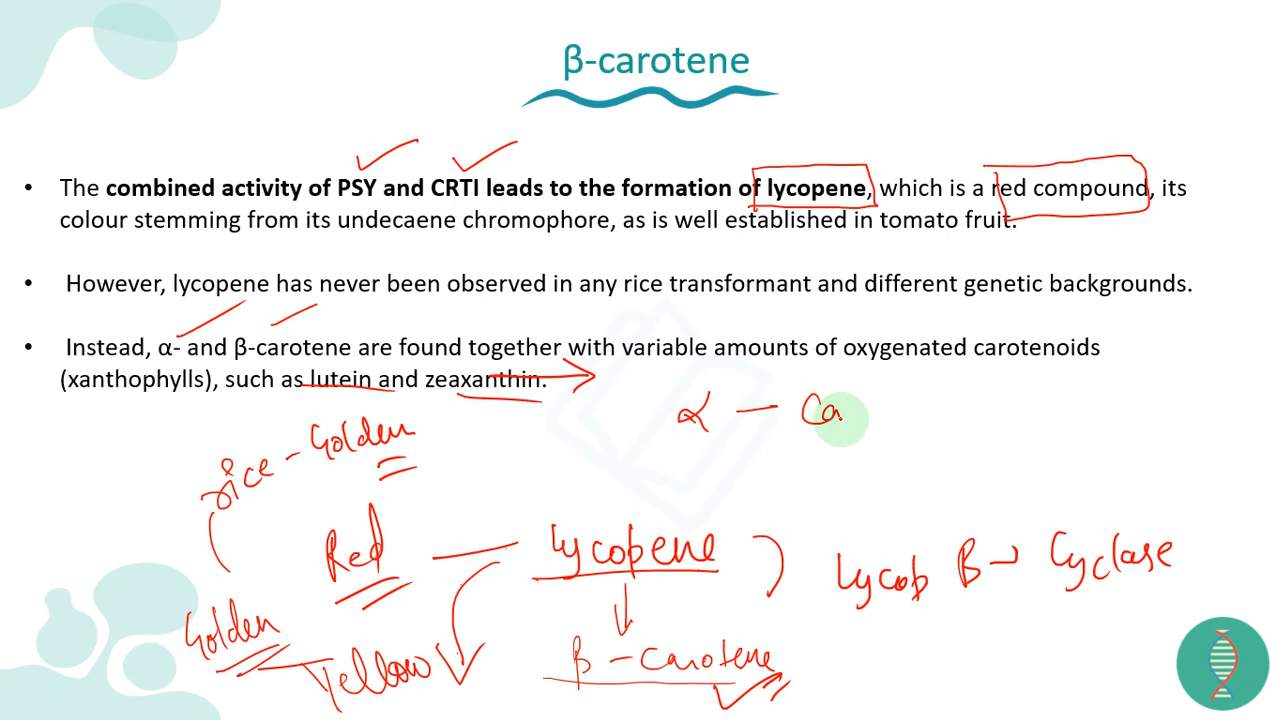 β-carotene
• The combined activity of PSY and CRTI leads to the formation of lycopene, which is a red compound, its
colour stemming from its undecaene chromophore, as is well established in tomato fruit.
• However, lycopene has never been observed in any rice transformant and different genetic backgrounds.
• Instead, α- and β-carotene are found together with variable amounts of oxygenated carotenoids
(xanthophylls), such as lutein and zeaxanthin.
α - Ca
rice - Golden
Red - Lycopene
Lycop β - Cyclase
Golden - Yellow
β - carotene